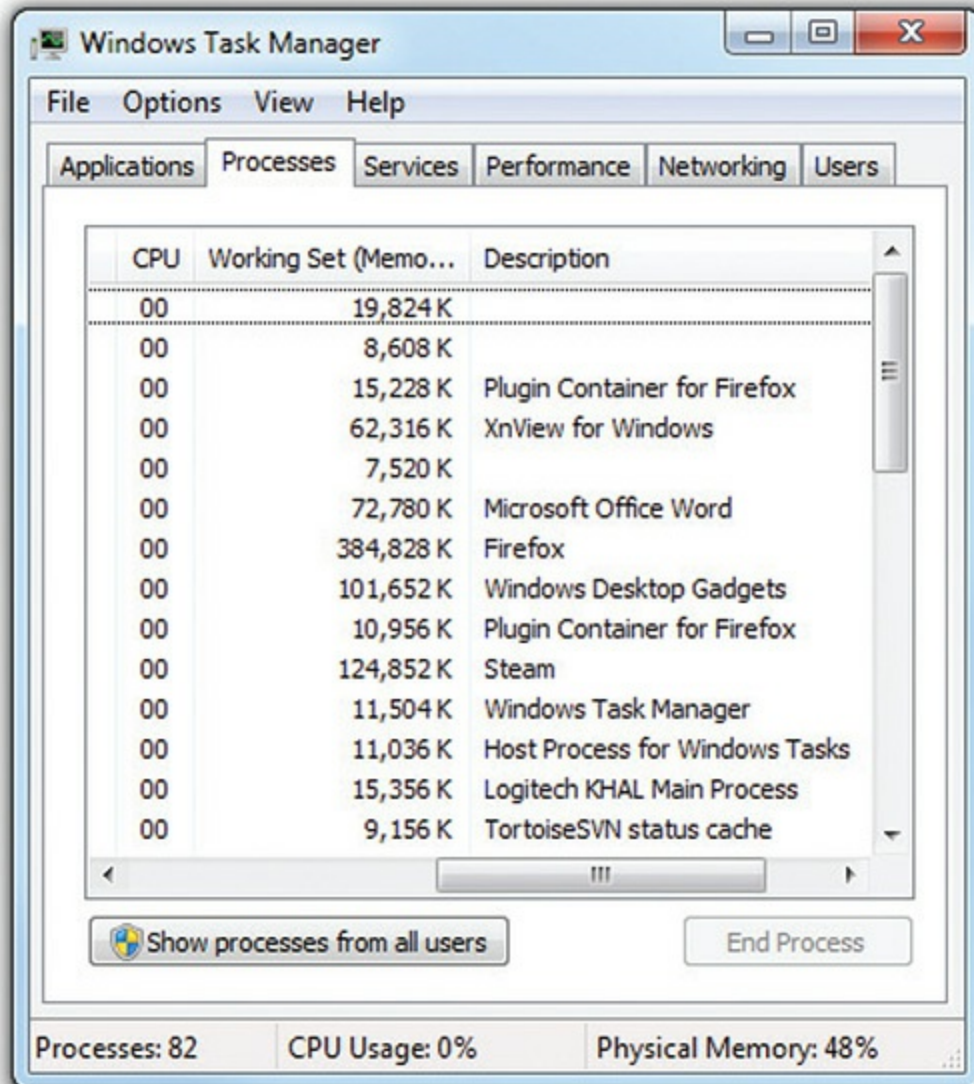 Windows Task Manager
File Options View Help
Applications Processes Services Performance Networking Users
CPU Working Set (Memo... Description
00 19,824 K
00 8,608 K
00 15,228 K Plugin Container for Firefox
00 62,316 K XnView for Windows
00 7,520 K
00 72,780 K Microsoft Office Word
00 384,828 K Firefox
00 101,652 K Windows Desktop Gadgets
00 10,956 K Plugin Container for Firefox
00 124,852 K Steam
00 11,504 K Windows Task Manager
00 11,036 K Host Process for Windows Tasks
00 15,356 K Logitech KHAL Main Process
00 9,156 K TortoiseSVN status cache
Show processes from all users End Process
Processes: 82 CPU Usage: 0% Physical Memory: 48%